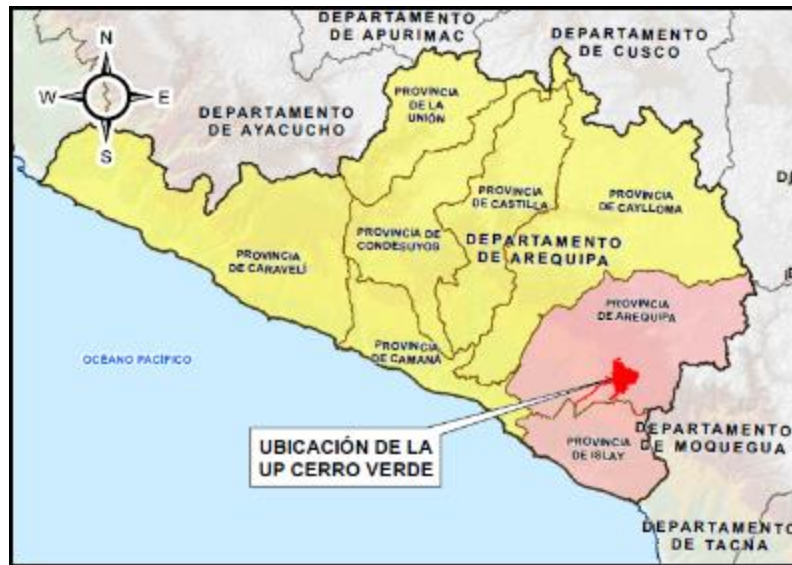 DEPARTAMENTO
DE APURIMAC
DEPARTAMENTO
DE CUSCO
N
W
E
S
DEPARTAMENTO
DE AYACUCHO
PROVINCIA
DE LA
UNIÓN
PROVINCIA
DE CASTILLA
PROVINCIA
DE CAYLLOMA
PROVINCIA DE
CONDESUYOS
DEPARTAMENTO
DE AREQUIPA
PROVINCIA
DE CARAVELÍ
PROVINCIA
DE AREQUIPA
OCÉANO PACÍFICO
PROVINCIA
DE CAMANÁ
UBICACIÓN DE LA
UP CERRO VERDE
PROVINCIA
DE ISLAY
DEPARTAMENTO
DE MOQUEGUA
DEPARTAMENTO
DE TACNA